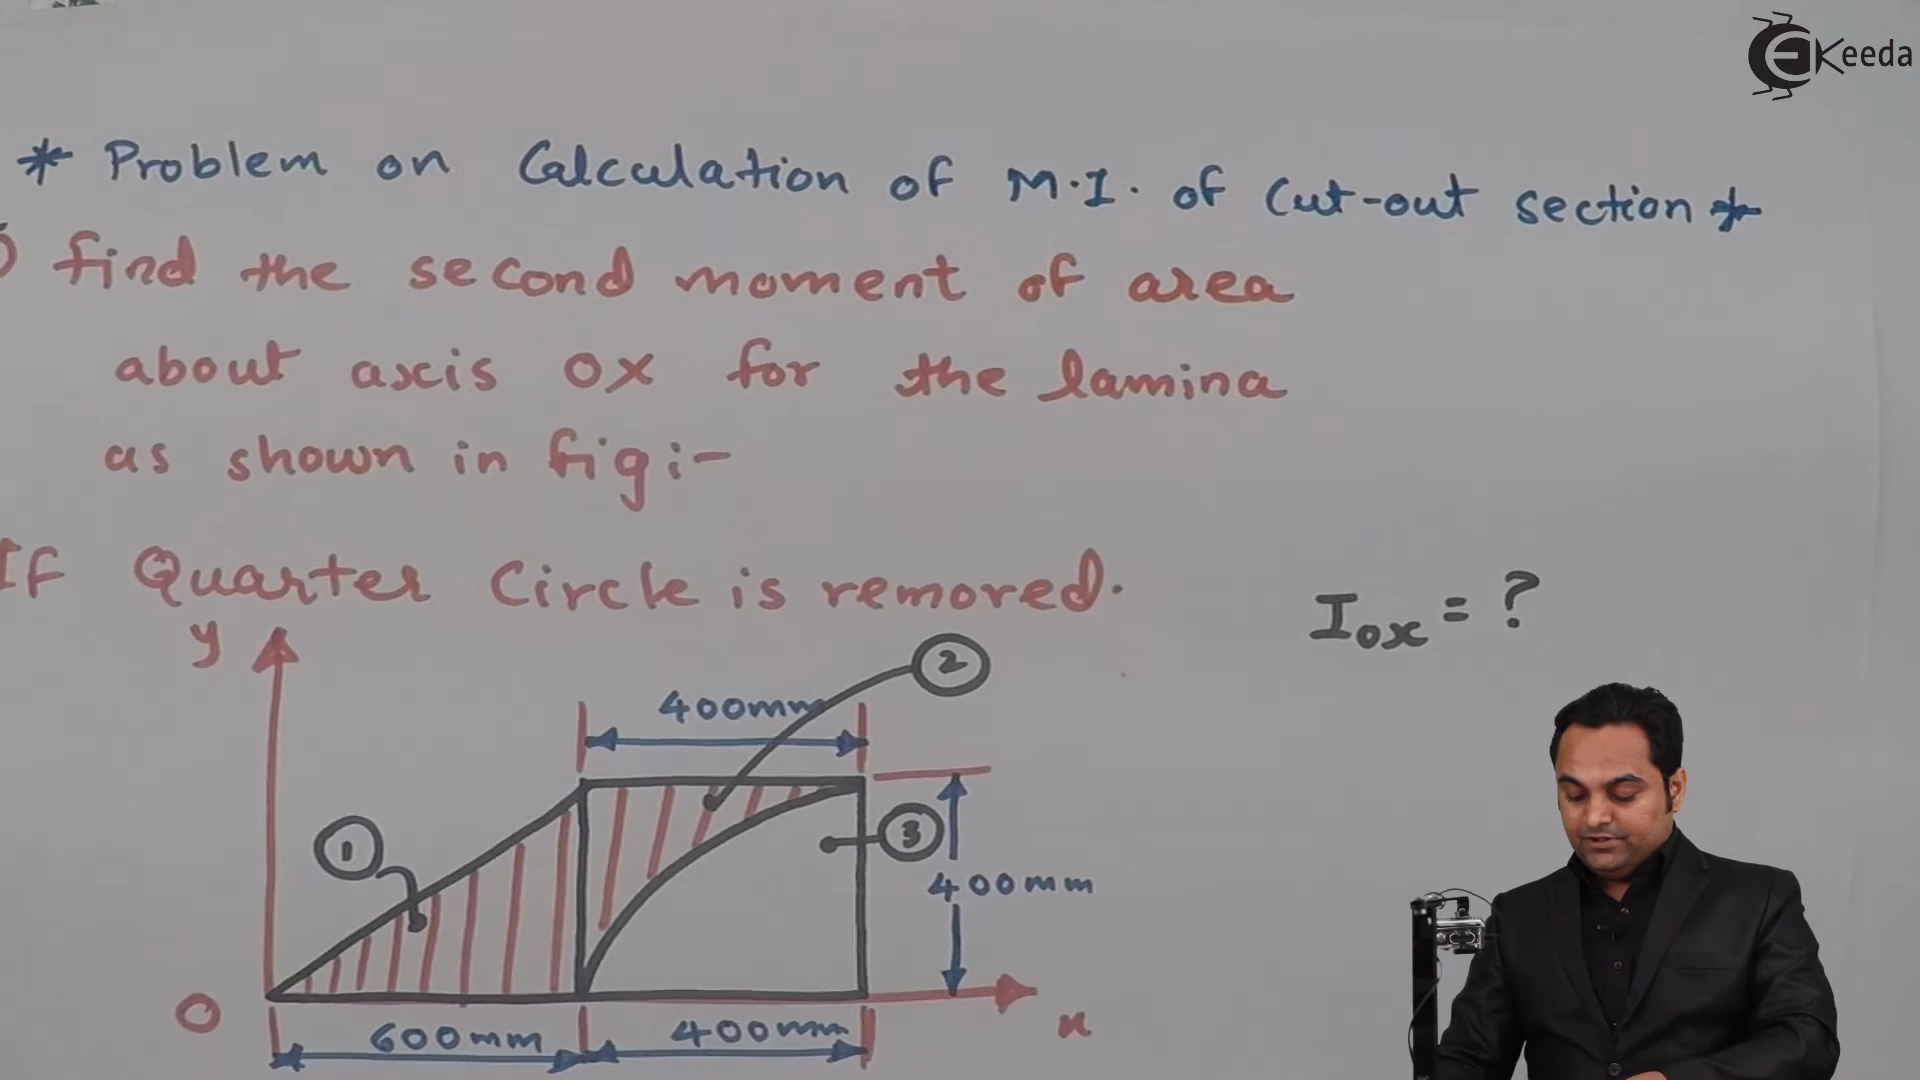 EKeeda
* Problem on Calculation of M.I. of Cut-out section *
) find the second moment of area
about axis ox for the lamina
as shown in fig:-
If Quarter Circle is remored.
Iox = ?
y
2
400mm
1
3
400mm
O
x
600mm
400mm